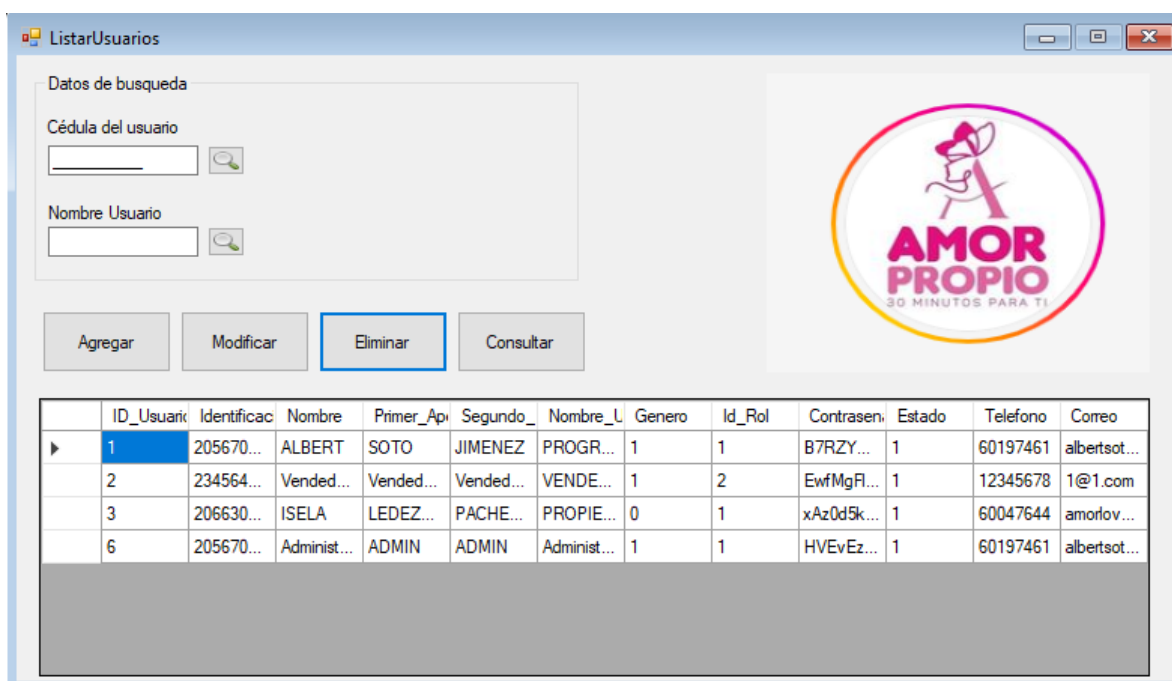 ListarUsuarios
Datos de busqueda
Cédula del usuario
Nombre Usuario
AMOR
PROPIO
30 MINUTOS PARA TI
Agregar Modificar Eliminar Consultar
ID_Usuario Identificac Nombre Primer_Ape Segundo_ Nombre_U Genero Id_Rol Contrasen Estado Telefono Correo
1 205670... ALBERT SOTO JIMENEZ PROGR... 1 1 B7RZY... 1 60197461 albertsot...
2 234564... Vended... Vended... Vended... VENDE... 1 2 EwfMgFl... 1 12345678 1@1.com
3 206630... ISELA LEDEZ... PACHE... PROPIE... 0 1 xAz0d5k... 1 60047644 amorlov...
6 205670... Administ... ADMIN ADMIN Administ... 1 1 HVEvEz... 1 60197461 albertsot...